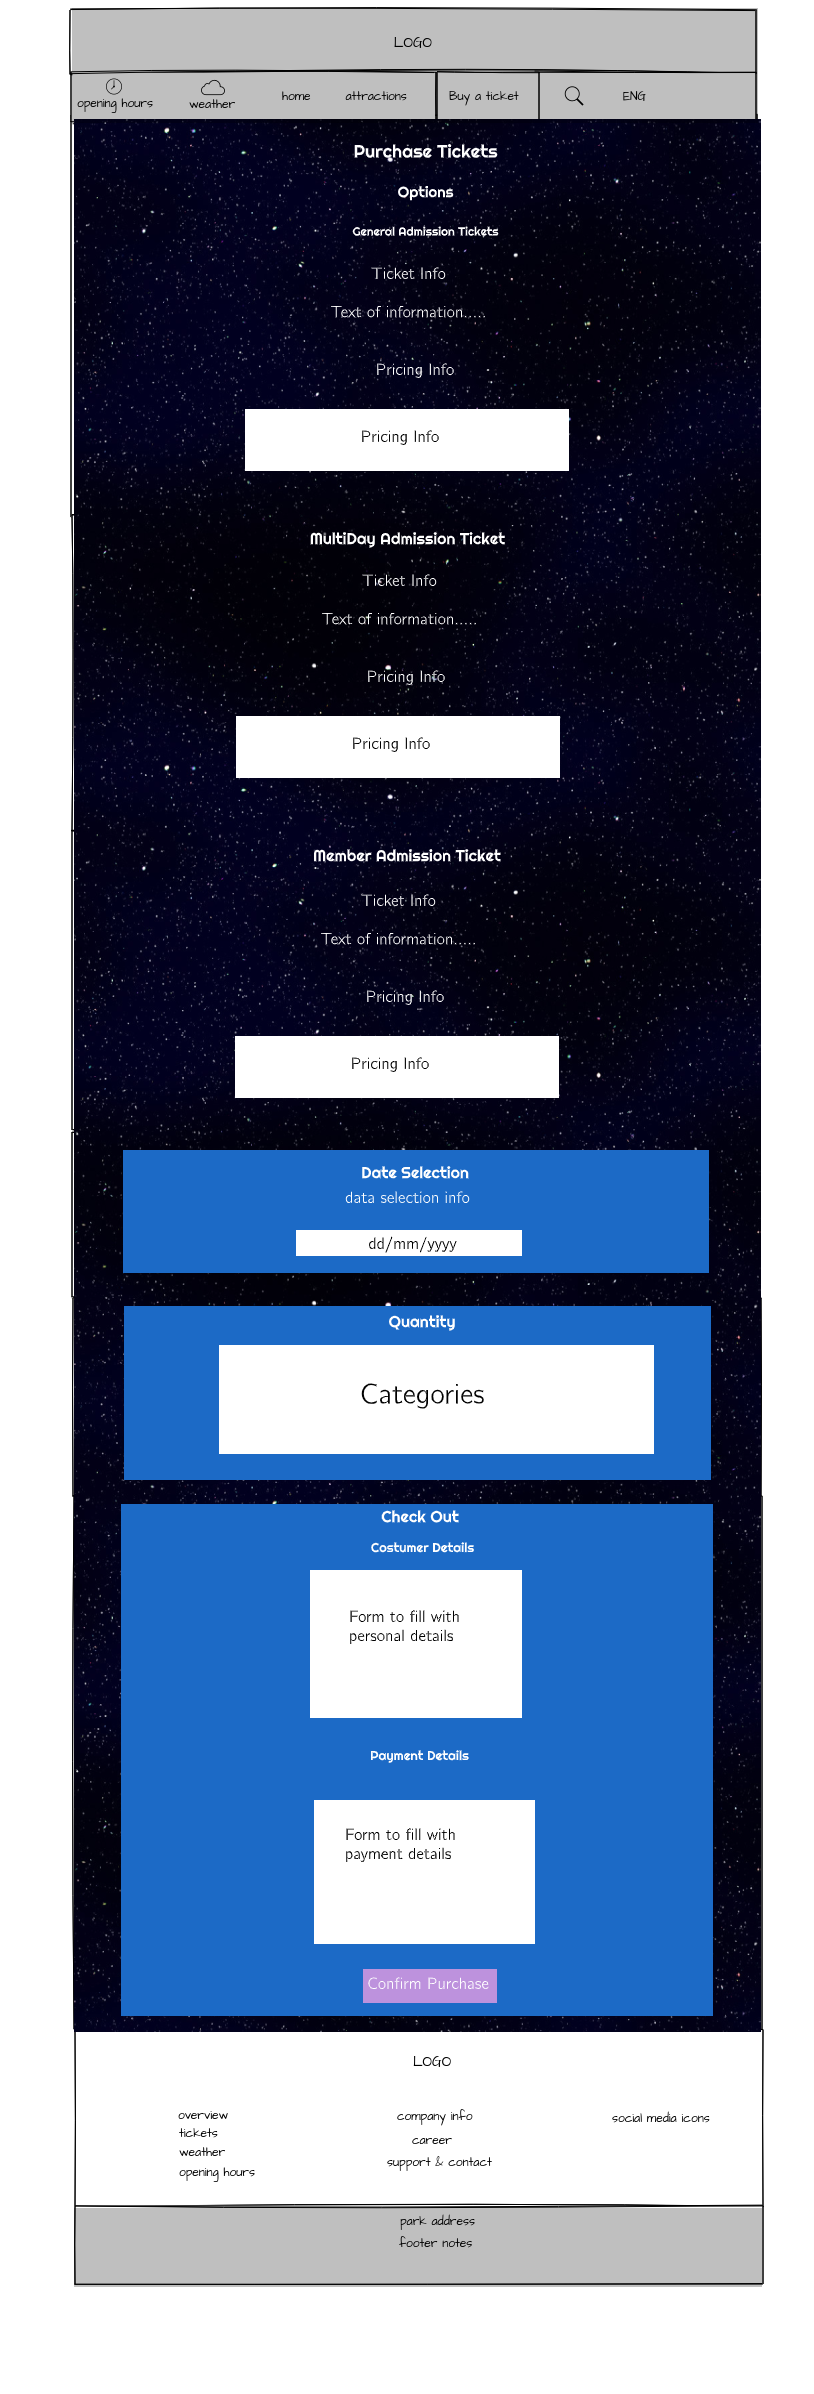 LOGO
opening hours
weather
home
attractions
Buy a ticket
ENG
Purchase Tickets
Options
General Admission Tickets
Ticket Info
Text of information.....
Pricing Info
Pricing Info
MultiDay Admission Ticket
Ticket Info
Text of information.....
Pricing Info
Pricing Info
Member Admission Ticket
Ticket Info
Text of information.....
Pricing Info
Pricing Info
Date Selection
data selection info
dd/mm/yyyy
Quantity
Categories
Check Out
Costumer Details
Form to fill with
personal details
Payment Details
Form to fill with
payment details
Confirm Purchase
LOGO
overview
tickets
weather
opening hours
company info
career
support & contact
social media icons
park address
footer notes